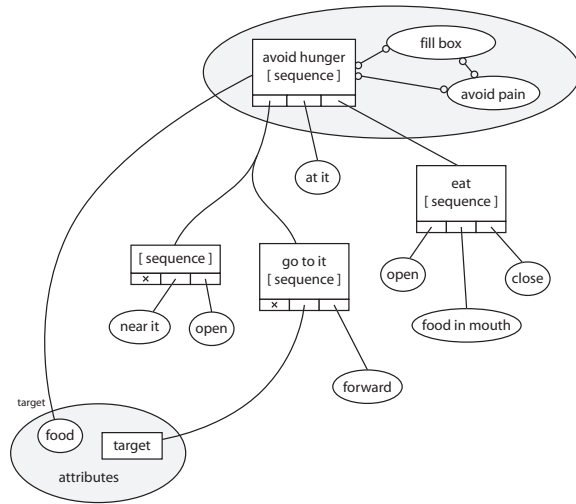 avoid hunger
[ sequence ]
fill box
avoid pain
at it
eat
[ sequence ]
[ sequence ]
×
go to it
[ sequence ]
×
open
close
near it
open
food in mouth
forward
target
food
target
attributes